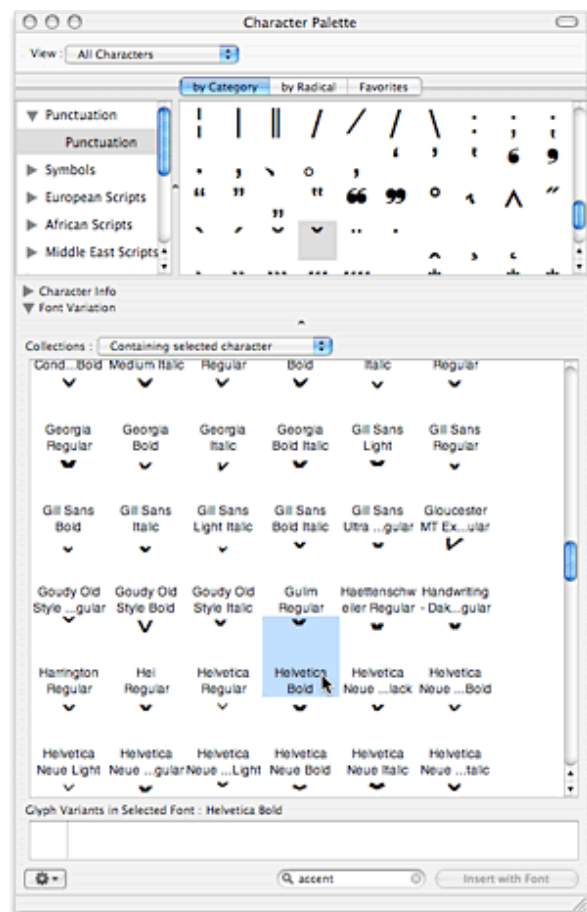 Character Palette
View : All Characters
by Category by Radical Favorites
Punctuation
Punctuation
Symbols
European Scripts
African Scripts
Middle East Scripts
Character Info
Font Variation
Collections : Containing selected character
Cond...Bold Medium Italic Regular Bold Italic Regular
Georgia Georgia Georgia Georgia Gill Sans Gill Sans
Regular Bold Italic Bold Italic Light Regular
Gill Sans Gill Sans Gill Sans Gill Sans Gill Sans Gloucester
Bold Italic Light Italic Bold Italic Ultra ...gular MT Ex...ular
Goudy Old Goudy Old Goudy Old Gulim Haettenschw Handwriting
Style ...gular Style Bold Style Italic Regular eiler Regular - Dak...gular
Harrington Hei Helvetica Helvetica Helvetica Helvetica
Regular Regular Regular Bold Neue ...lack Neue ...Bold
Helvetica Helvetica Helvetica Helvetica Helvetica Helvetica
Neue Light Neue ...gular Neue ...Light Neue Bold Neue Italic Neue ...talic
Glyph Variants in Selected Font : Helvetica Bold
accent Insert with Font